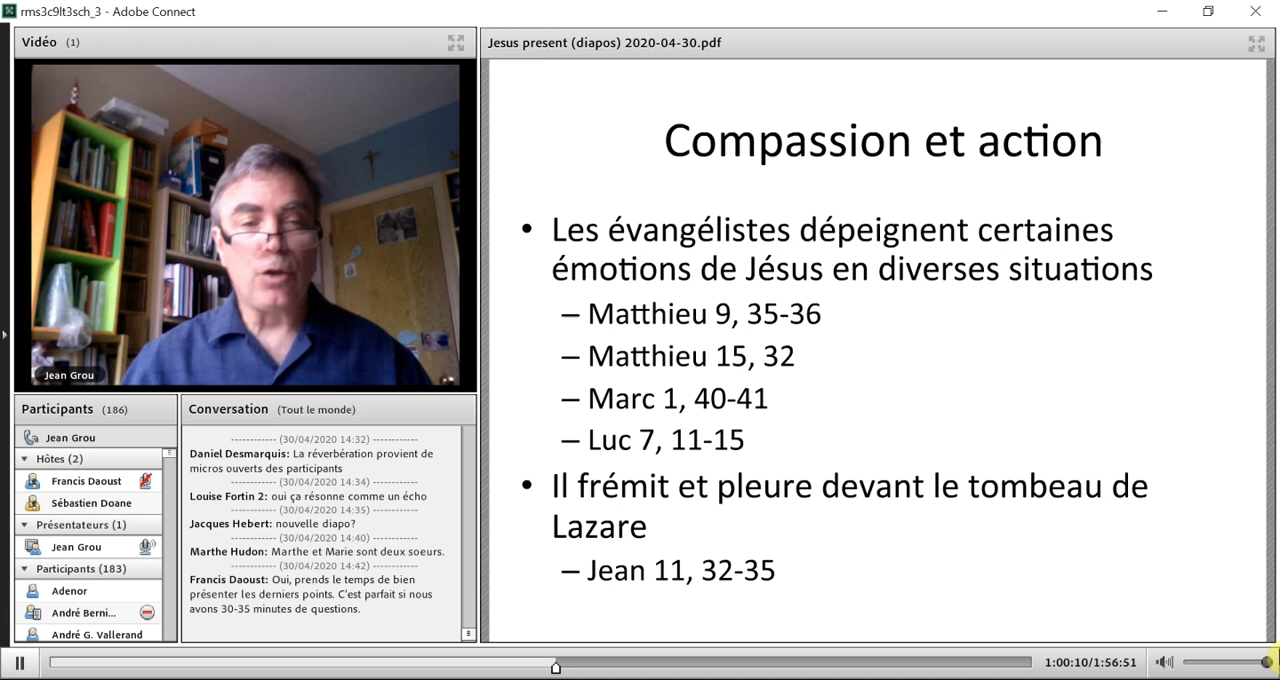 rms3c9lt3sch_3 - Adobe Connect
Vidéo (1)
Jean Grou
Participants (186)
Jean Grou
Hôtes (2)
Francis Daoust
Sébastien Doane
Présentateurs (1)
Jean Grou
Participants (183)
Adenor
André Berni...
André G. Vallerand
Conversation (Tout le monde)
------------ (30/04/2020 14:32) ------------
Daniel Desmarquis: La réverbération provient de
micros ouverts des participants
------------ (30/04/2020 14:34) ------------
Louise Fortin 2: oui ça résonne comme un écho
------------ (30/04/2020 14:35) ------------
Jacques Hebert: nouvelle diapo?
------------ (30/04/2020 14:40) ------------
Marthe Hudon: Marthe et Marie sont deux soeurs.
------------ (30/04/2020 14:42) ------------
Francis Daoust: Oui, prends le temps de bien
présenter les derniers points. C'est parfait si nous
avons 30-35 minutes de questions.
Jesus present (diapos) 2020-04-30.pdf
Compassion et action
• Les évangélistes dépeignent certaines
émotions de Jésus en diverses situations
– Matthieu 9, 35-36
– Matthieu 15, 32
– Marc 1, 40-41
– Luc 7, 11-15
• Il frémit et pleure devant le tombeau de
Lazare
– Jean 11, 32-35
1:00:10/1:56:51